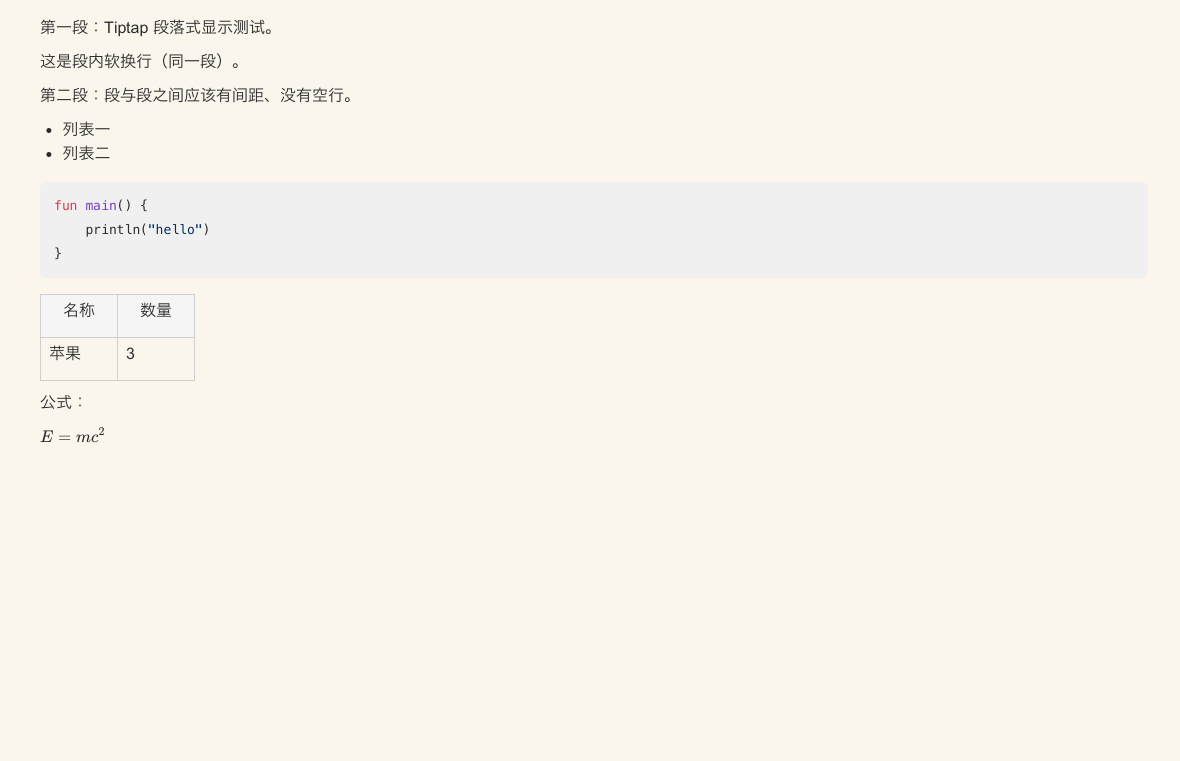 第一段：Tiptap 段落式显示测试。
这是段内软换行（同一段）。
第二段：段与段之间应该有间距、没有空行。
• 列表一
• 列表二
fun main() {
    println("hello")
}
名称 数量
苹果 3
公式：
E = mc²